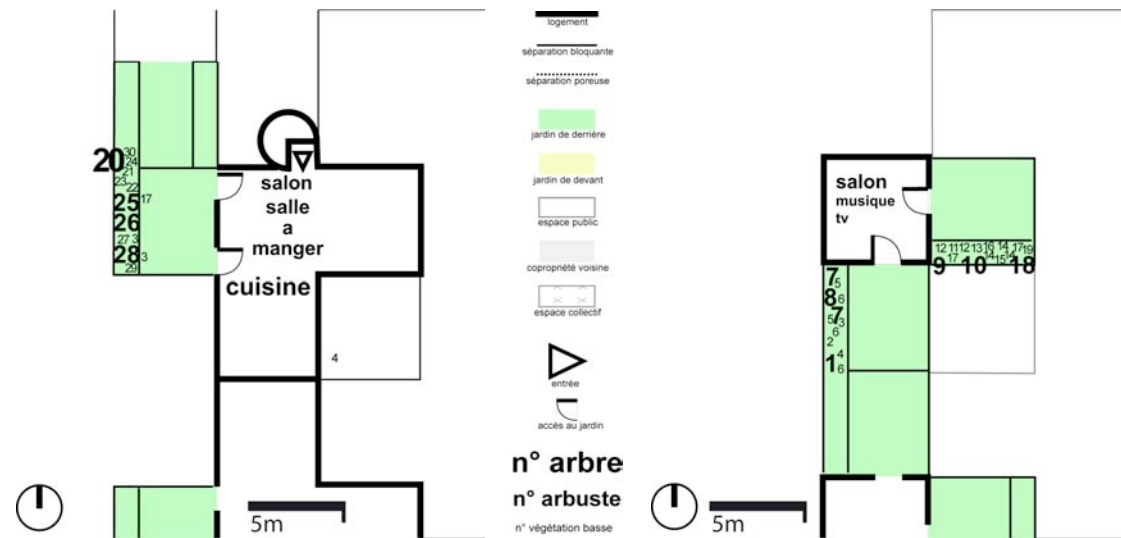 20 30
24
21
23 22
25 17
26
27 3
28 3
29
salon
salle
a
manger
cuisine
4
5m
logement
séparation bloquante
séparation poreuse
jardin de derrière
jardin de devant
espace public
copropriété voisine
espace collectif
entrée
accès au jardin
n° arbre
n° arbuste
n° végétation basse
salon
musique
tv
12 11 12 13 16 14 17 19
17 14 15 14
9 10 18
7 5
8 6
5 7 3
6
2
4
1 6
5m